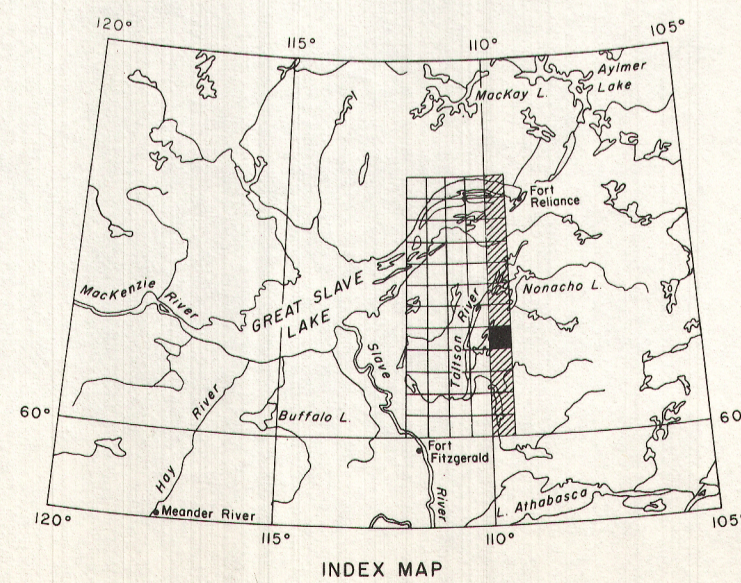 120°
115°
110°
105°
Aylmer
Lake
MacKay L.
Fort
Reliance
MacKenzie River
GREAT SLAVE
LAKE
Nonacho L.
Taltson River
Slave
60°
Hay River
Buffalo L.
60
Fort
Fitzgerald
River
L. Athabasca
Meander River
120°
115°
110°
105
INDEX MAP